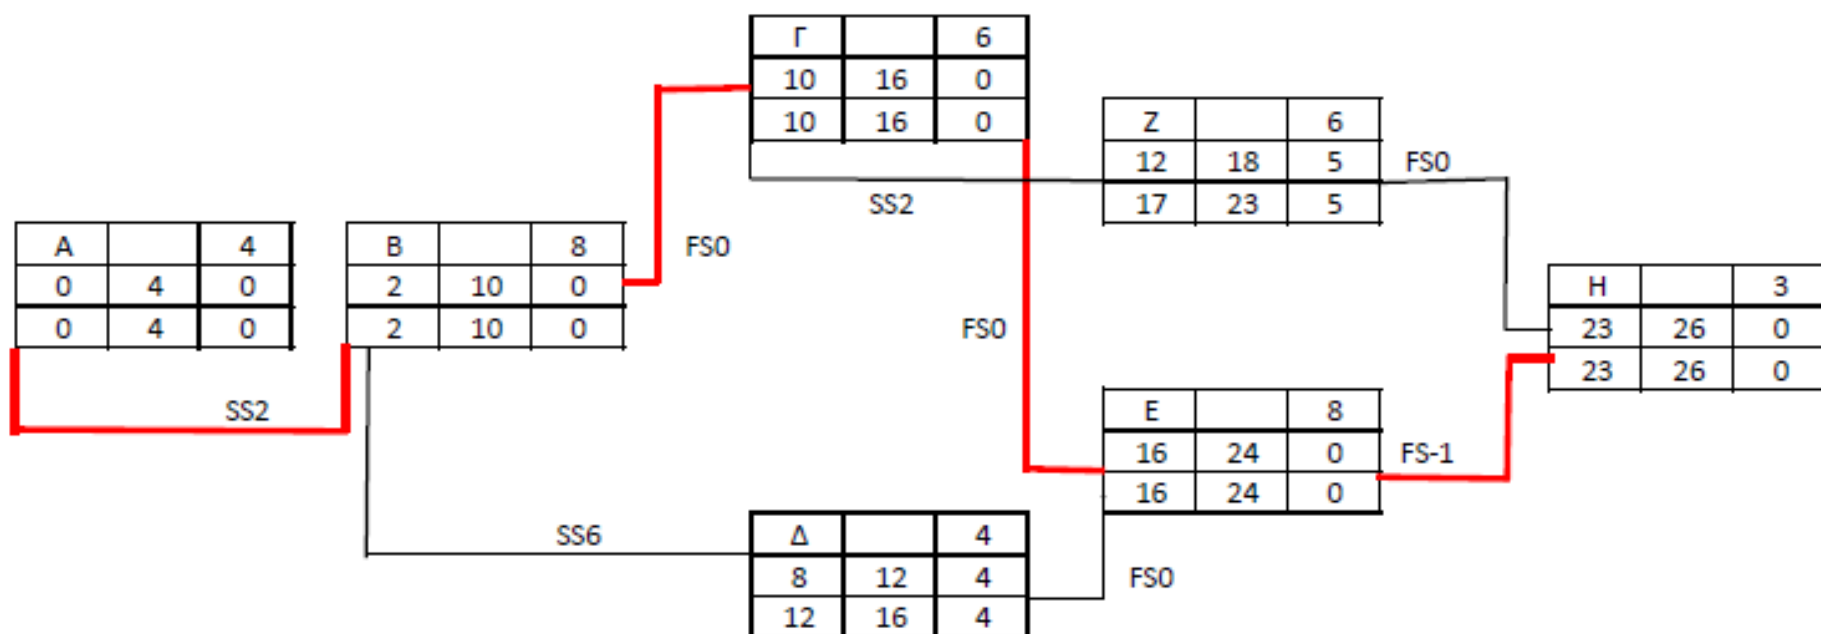 Γ 6
10 16 0
10 16 0
Z 6
12 18 5
17 23 5
FS0
SS2
A 4
0 4 0
0 4 0
B 8
2 10 0
2 10 0
FS0
SS2
FS0
H 3
23 26 0
23 26 0
E 8
16 24 0
16 24 0
FS-1
SS6
Δ 4
8 12 4
12 16 4
FS0